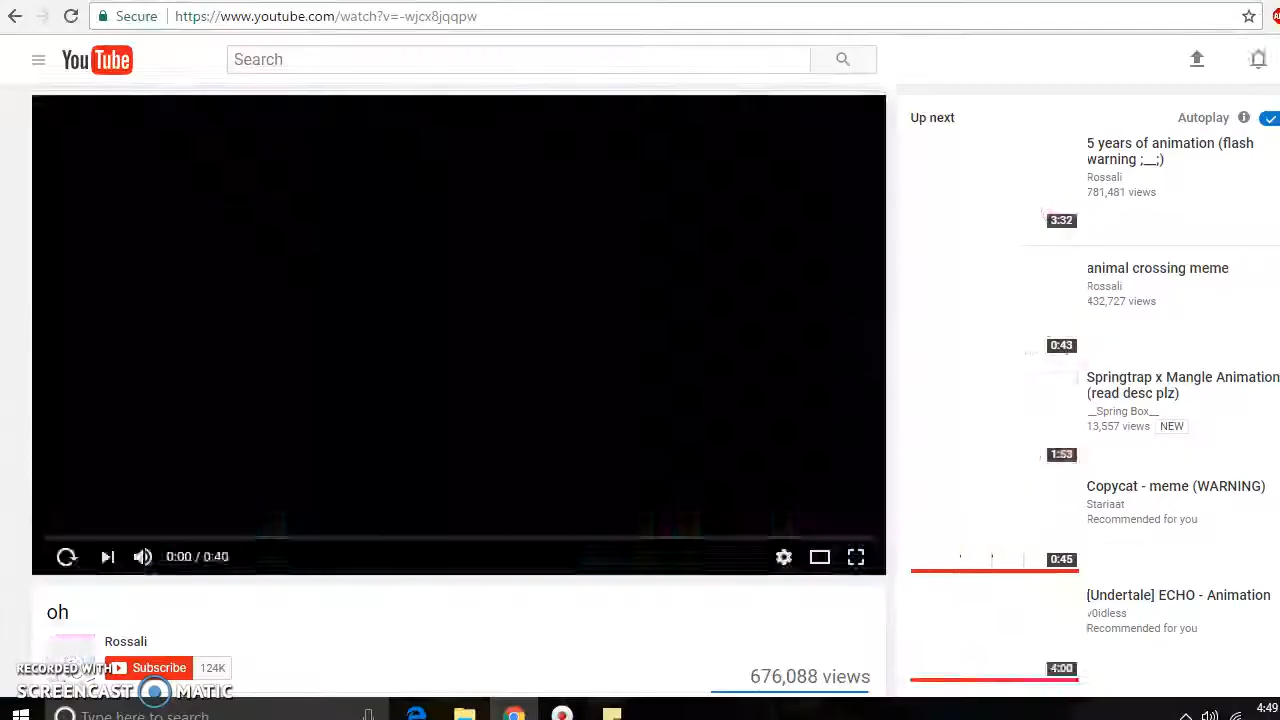 Secure https://www.youtube.com/watch?v=-wjcx8jqqpw
YouTube
Search
Up next
Autoplay
5 years of animation (flash
warning ;__;)
Rossali
781,481 views
3:32
animal crossing meme
Rossali
432,727 views
0:43
Springtrap x Mangle Animation
(read desc plz)
__Spring Box__
13,557 views NEW
1:53
Copycat - meme (WARNING)
Stariaat
Recommended for you
0:45
[Undertale] ECHO - Animation
v0idless
Recommended for you
4:00
0:00 / 0:40
oh
Rossali
Subscribe 124K
676,088 views
RECORDED WITH
SCREENCAST MATIC
Type here to search
4:49